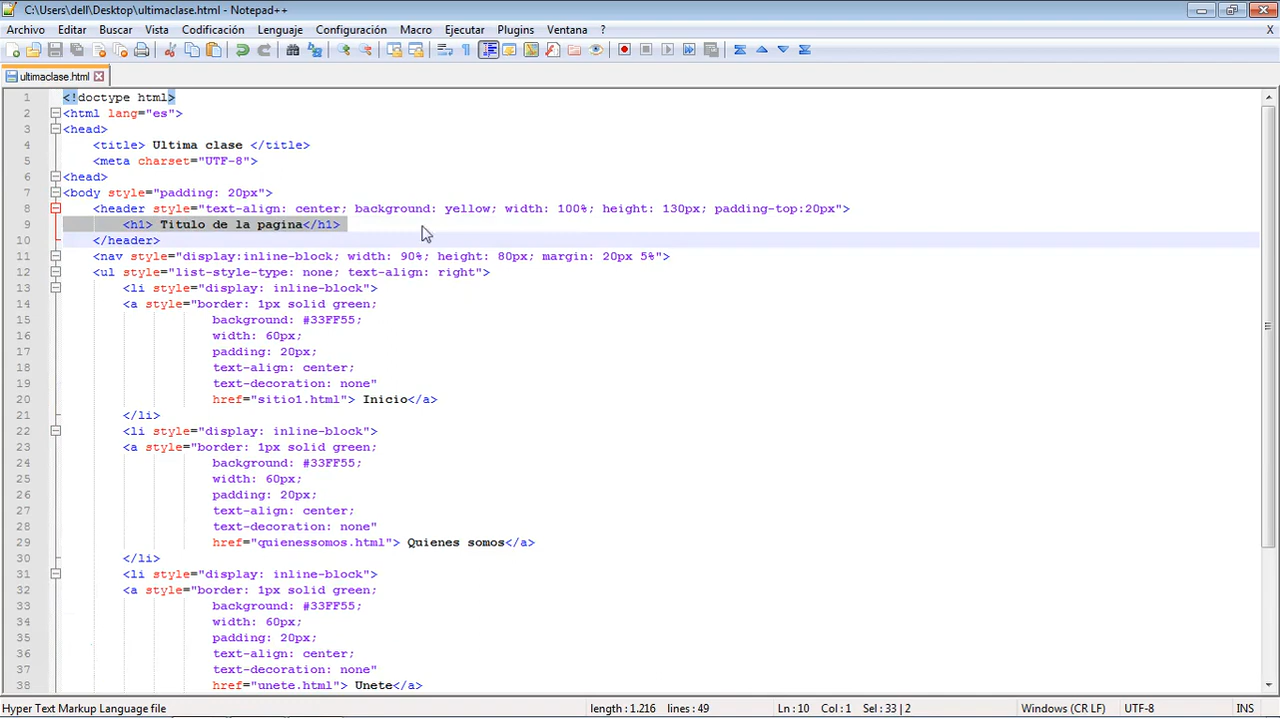 C:\Users\dell\Desktop\ultimaclase.html - Notepad++
Archivo Editar Buscar Vista Codificación Lenguaje Configuración Macro Ejecutar Plugins Ventana ? X
ultimaclase.html
1 <!doctype html>
2 <html lang="es">
3 <head>
4 <title> Ultima clase </title>
5 <meta charset="UTF-8">
6 <head>
7 <body style="padding: 20px">
8 <header style="text-align: center; background: yellow; width: 100%; height: 130px; padding-top:20px">
9 <h1> Titulo de la pagina</h1>
10 </header>
11 <nav style="display:inline-block; width: 90%; height: 80px; margin: 20px 5%">
12 <ul style="list-style-type: none; text-align: right">
13 <li style="display: inline-block">
14 <a style="border: 1px solid green;
15 background: #33FF55;
16 width: 60px;
17 padding: 20px;
18 text-align: center;
19 text-decoration: none"
20 href="sitio1.html"> Inicio</a>
21 </li>
22 <li style="display: inline-block">
23 <a style="border: 1px solid green;
24 background: #33FF55;
25 width: 60px;
26 padding: 20px;
27 text-align: center;
28 text-decoration: none"
29 href="quienessomos.html"> Quienes somos</a>
30 </li>
31 <li style="display: inline-block">
32 <a style="border: 1px solid green;
33 background: #33FF55;
34 width: 60px;
35 padding: 20px;
36 text-align: center;
37 text-decoration: none"
38 href="unete.html"> Unete</a>
Hyper Text Markup Language file length : 1.216 lines : 49 Ln : 10 Col : 1 Sel : 33 | 2 Windows (CR LF) UTF-8 INS